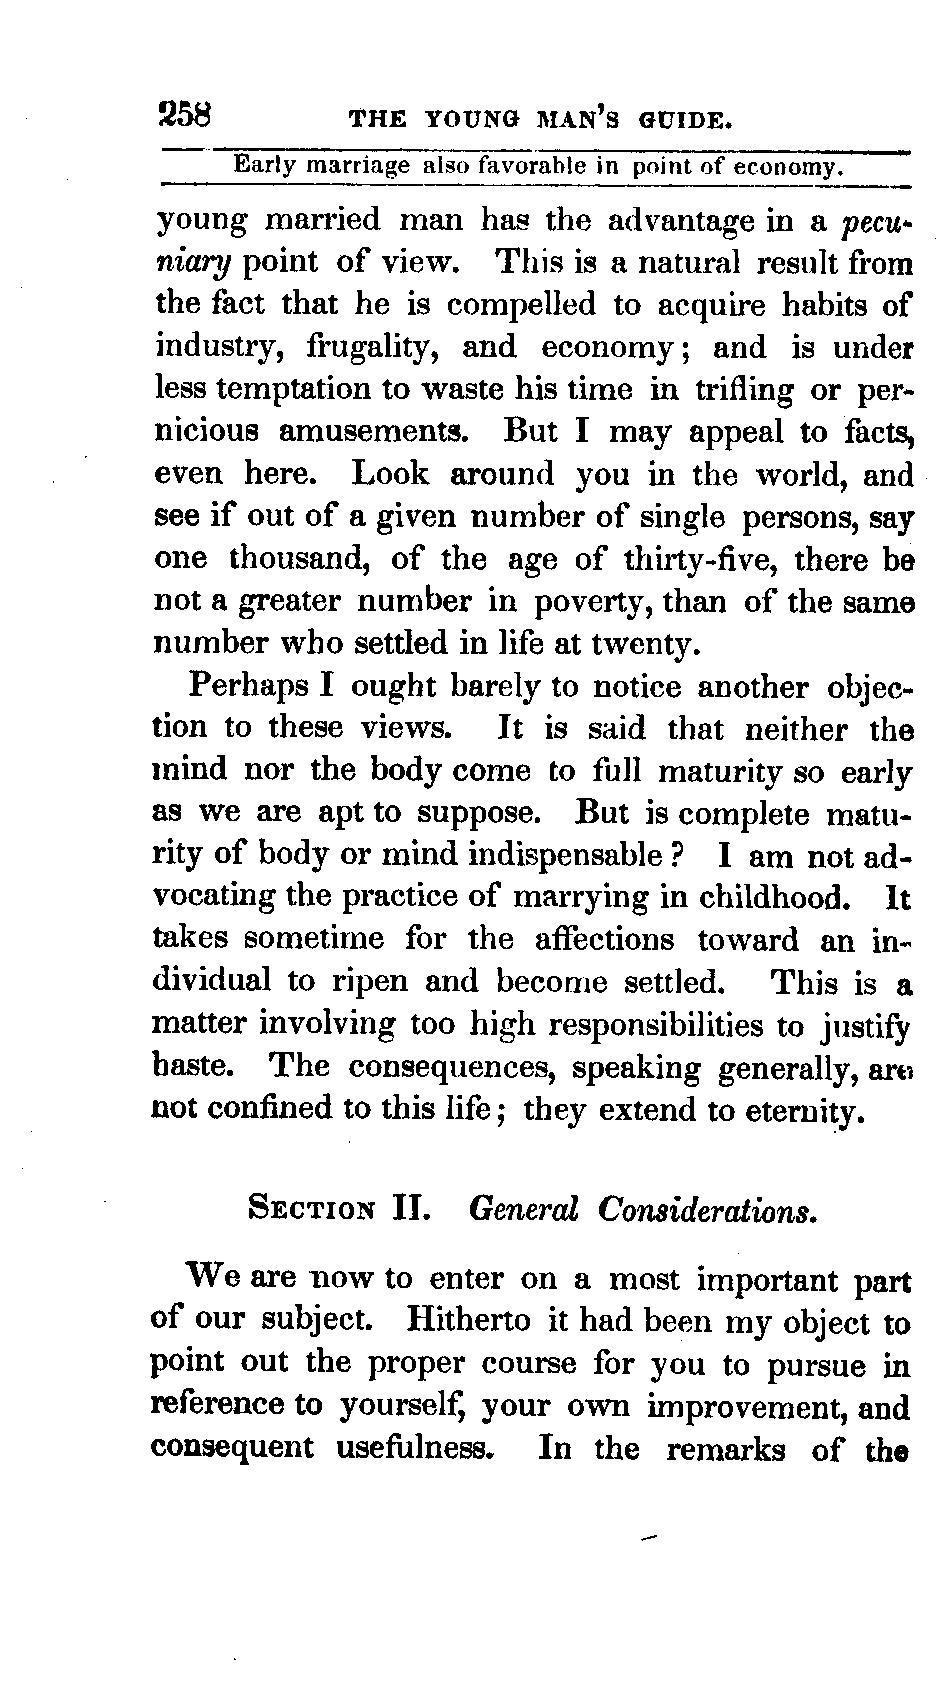 258 THE YOUNG MAN'S GUIDE.
Early marriage also favorable in point of economy.
young married man has the advantage in a pecu-
niary point of view. This is a natural result from
the fact that he is compelled to acquire habits of
industry, frugality, and economy; and is under
less temptation to waste his time in trifling or per-
nicious amusements. But I may appeal to facts,
even here. Look around you in the world, and
see if out of a given number of single persons, say
one thousand, of the age of thirty-five, there be
not a greater number in poverty, than of the same
number who settled in life at twenty.
Perhaps I ought barely to notice another objec-
tion to these views. It is said that neither the
mind nor the body come to full maturity so early
as we are apt to suppose. But is complete matu-
rity of body or mind indispensable? I am not ad-
vocating the practice of marrying in childhood. It
takes sometime for the affections toward an in-
dividual to ripen and become settled. This is a
matter involving too high responsibilities to justify
haste. The consequences, speaking generally, are
not confined to this life; they extend to eternity.
SECTION II. General Considerations.
We are now to enter on a most important part
of our subject. Hitherto it had been my object to
point out the proper course for you to pursue in
reference to yourself, your own improvement, and
consequent usefulness. In the remarks of the